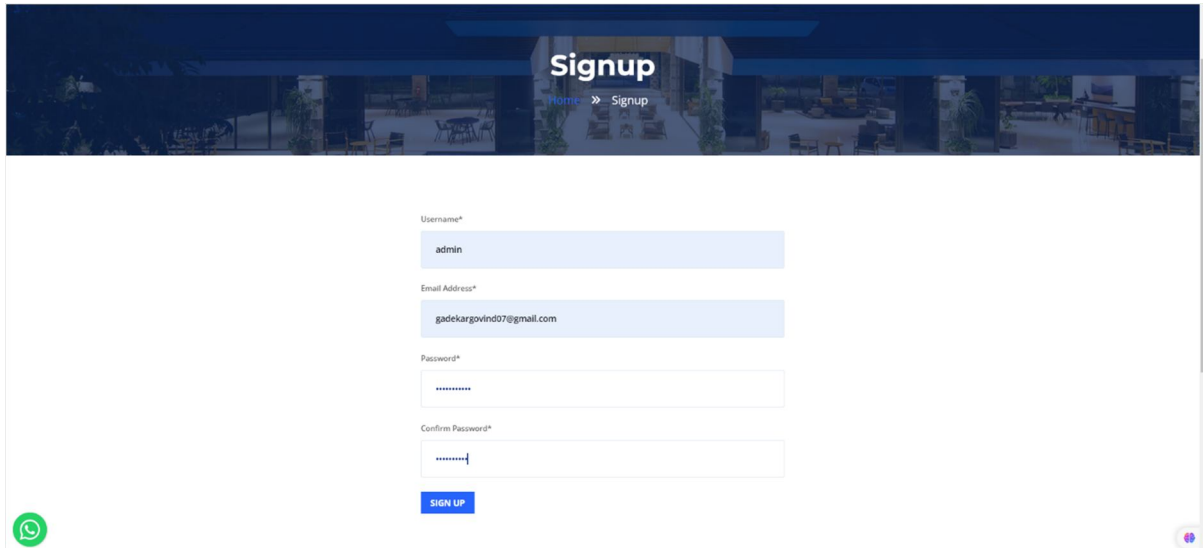 Signup
Home » Signup
Username*
admin
Email Address*
gadekargovind07@gmail.com
Password*
•••••••••••
Confirm Password*
••••••••••
SIGN UP